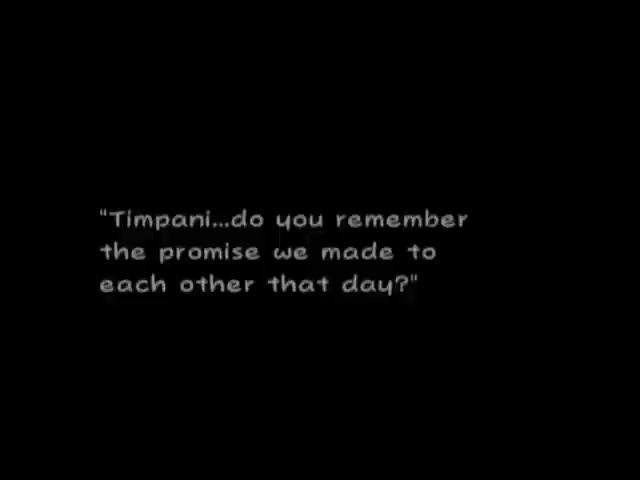 "Timpani...do you remember
the promise we made to
each other that day?"